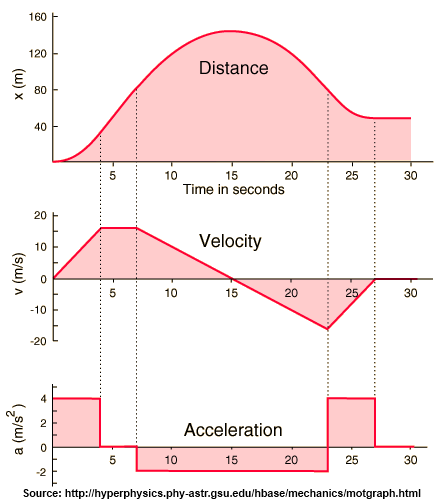 160
120
80
40
x (m)
Distance
5 10 15 20 25 30
Time in seconds
20
10
0
-10
-20
v (m/s)
Velocity
5 10 15 20 25 30
4
2
0
-2
a (m/s²)
Acceleration
5 10 15 20 25 30
Source: http://hyperphysics.phy-astr.gsu.edu/hbase/mechanics/motgraph.html